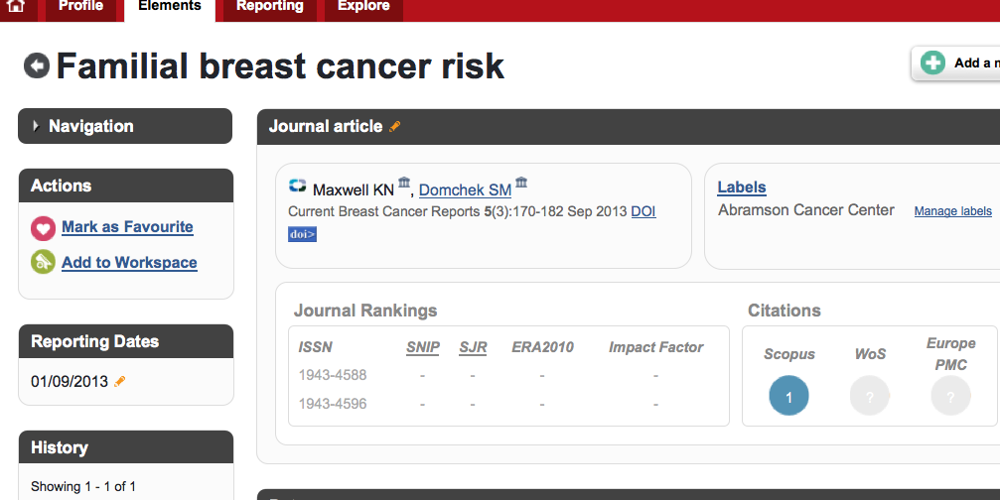 Profile
Elements
Reporting
Explore
Familial breast cancer risk
Add a
Navigation
Actions
Mark as Favourite
Add to Workspace
Reporting Dates
01/09/2013
History
Showing 1 - 1 of 1
Journal article
Maxwell KN, Domchek SM
Current Breast Cancer Reports 5(3):170-182 Sep 2013 DOI
doi>
Labels
Abramson Cancer Center Manage labels
Journal Rankings
ISSN SNIP SJR ERA2010 Impact Factor
1943-4588 - - - -
1943-4596 - - - -
Citations
Scopus WoS Europe PMC
1 ? ?